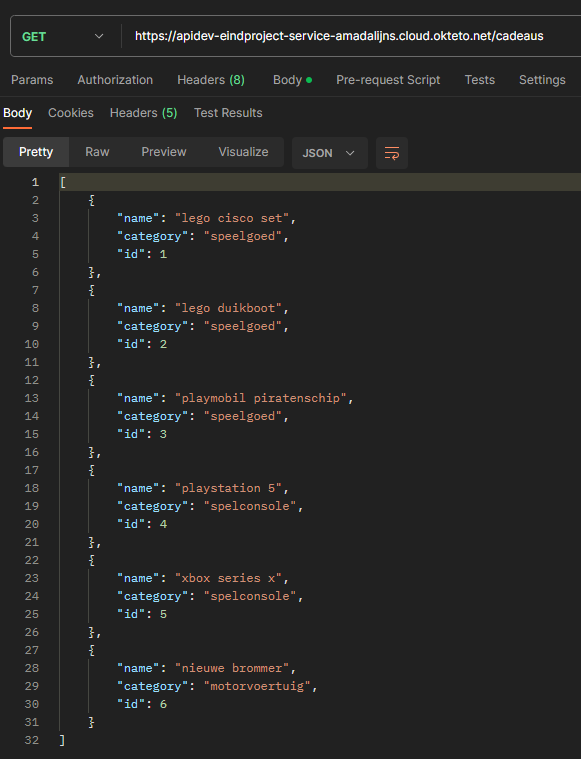 GET https://apidev-eindproject-service-amadalijns.cloud.okteto.net/cadeaus
Params Authorization Headers (8) Body Pre-request Script Tests Settings
Body Cookies Headers (5) Test Results
Pretty Raw Preview Visualize JSON
1 [
2 {
3 "name": "lego cisco set",
4 "category": "speelgoed",
5 "id": 1
6 },
7 {
8 "name": "lego duikboot",
9 "category": "speelgoed",
10 "id": 2
11 },
12 {
13 "name": "playmobil piratenschip",
14 "category": "speelgoed",
15 "id": 3
16 },
17 {
18 "name": "playstation 5",
19 "category": "spelconsole",
20 "id": 4
21 },
22 {
23 "name": "xbox series x",
24 "category": "spelconsole",
25 "id": 5
26 },
27 {
28 "name": "nieuwe brommer",
29 "category": "motorvoertuig",
30 "id": 6
31 }
32 ]